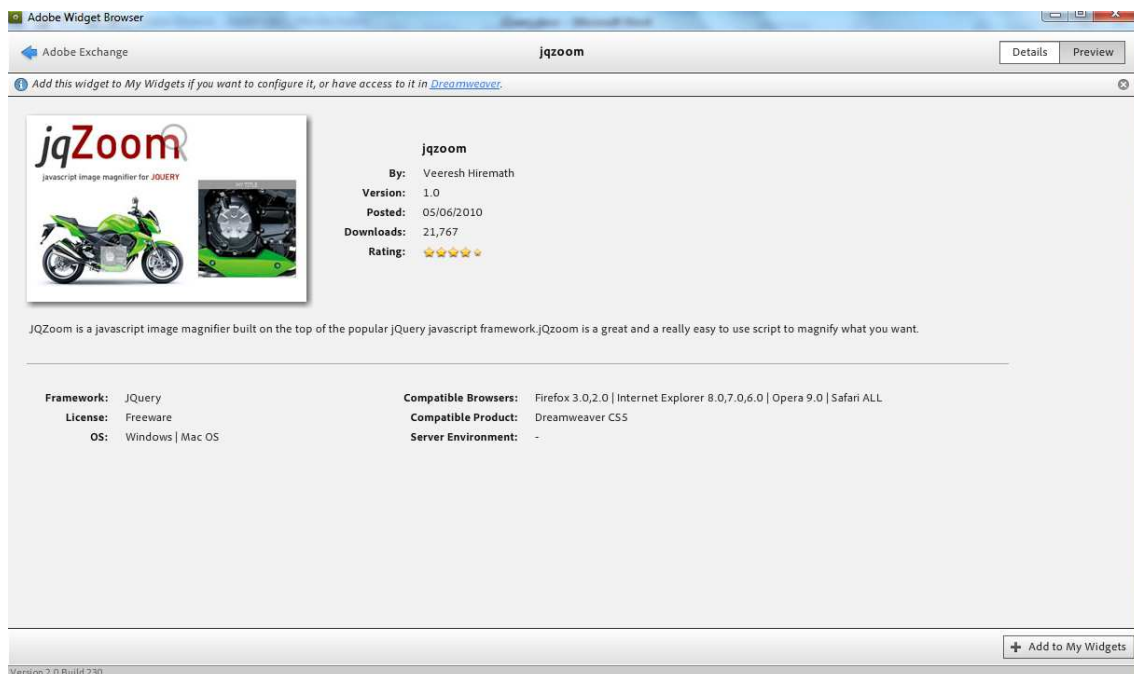 Adobe Widget Browser
Adobe Exchange
jqzoom
Details
Preview
Add this widget to My Widgets if you want to configure it, or have access to it in Dreamweaver.
jqZoom
javascript image magnifier for JQUERY
jqzoom
By: Veeresh Hiremath
Version: 1.0
Posted: 05/06/2010
Downloads: 21,767
Rating:
JQZoom is a javascript image magnifier built on the top of the popular jQuery javascript framework.jQzoom is a great and a really easy to use script to magnify what you want.
Framework: JQuery
License: Freeware
OS: Windows | Mac OS
Compatible Browsers: Firefox 3.0,2.0 | Internet Explorer 8.0,7.0,6.0 | Opera 9.0 | Safari ALL
Compatible Product: Dreamweaver CS5
Server Environment: -
Add to My Widgets
Version 2.0 Build 230